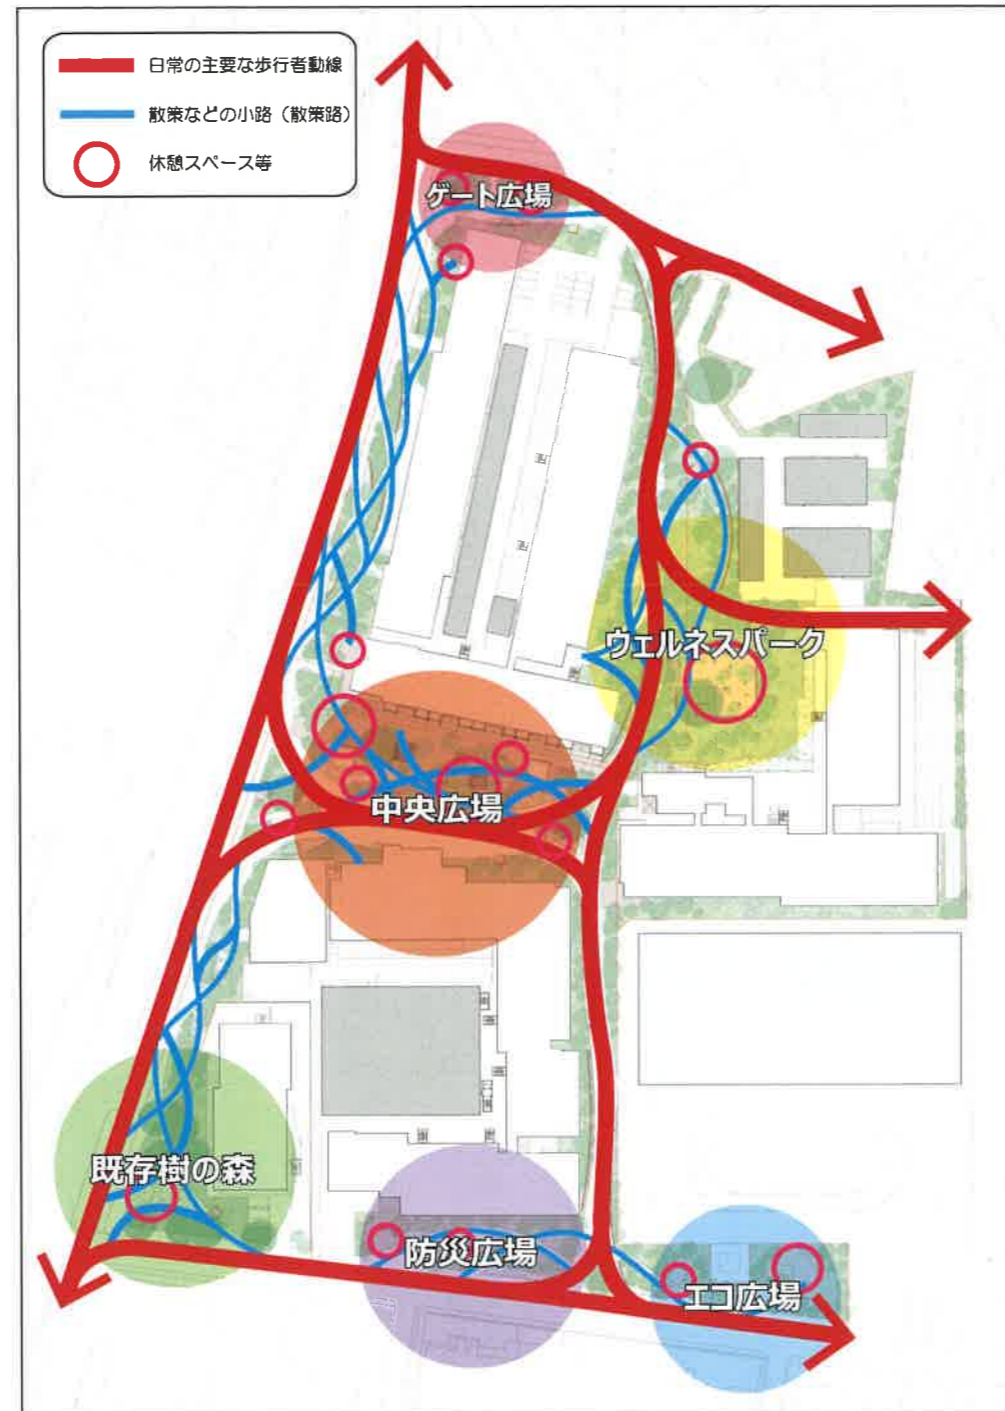 日常の主要な歩行者動線
散策などの小路（散策路）
休憩スペース等
ゲート広場
ウェルネスパーク
中央広場
既存樹の森
防災広場
エコ広場